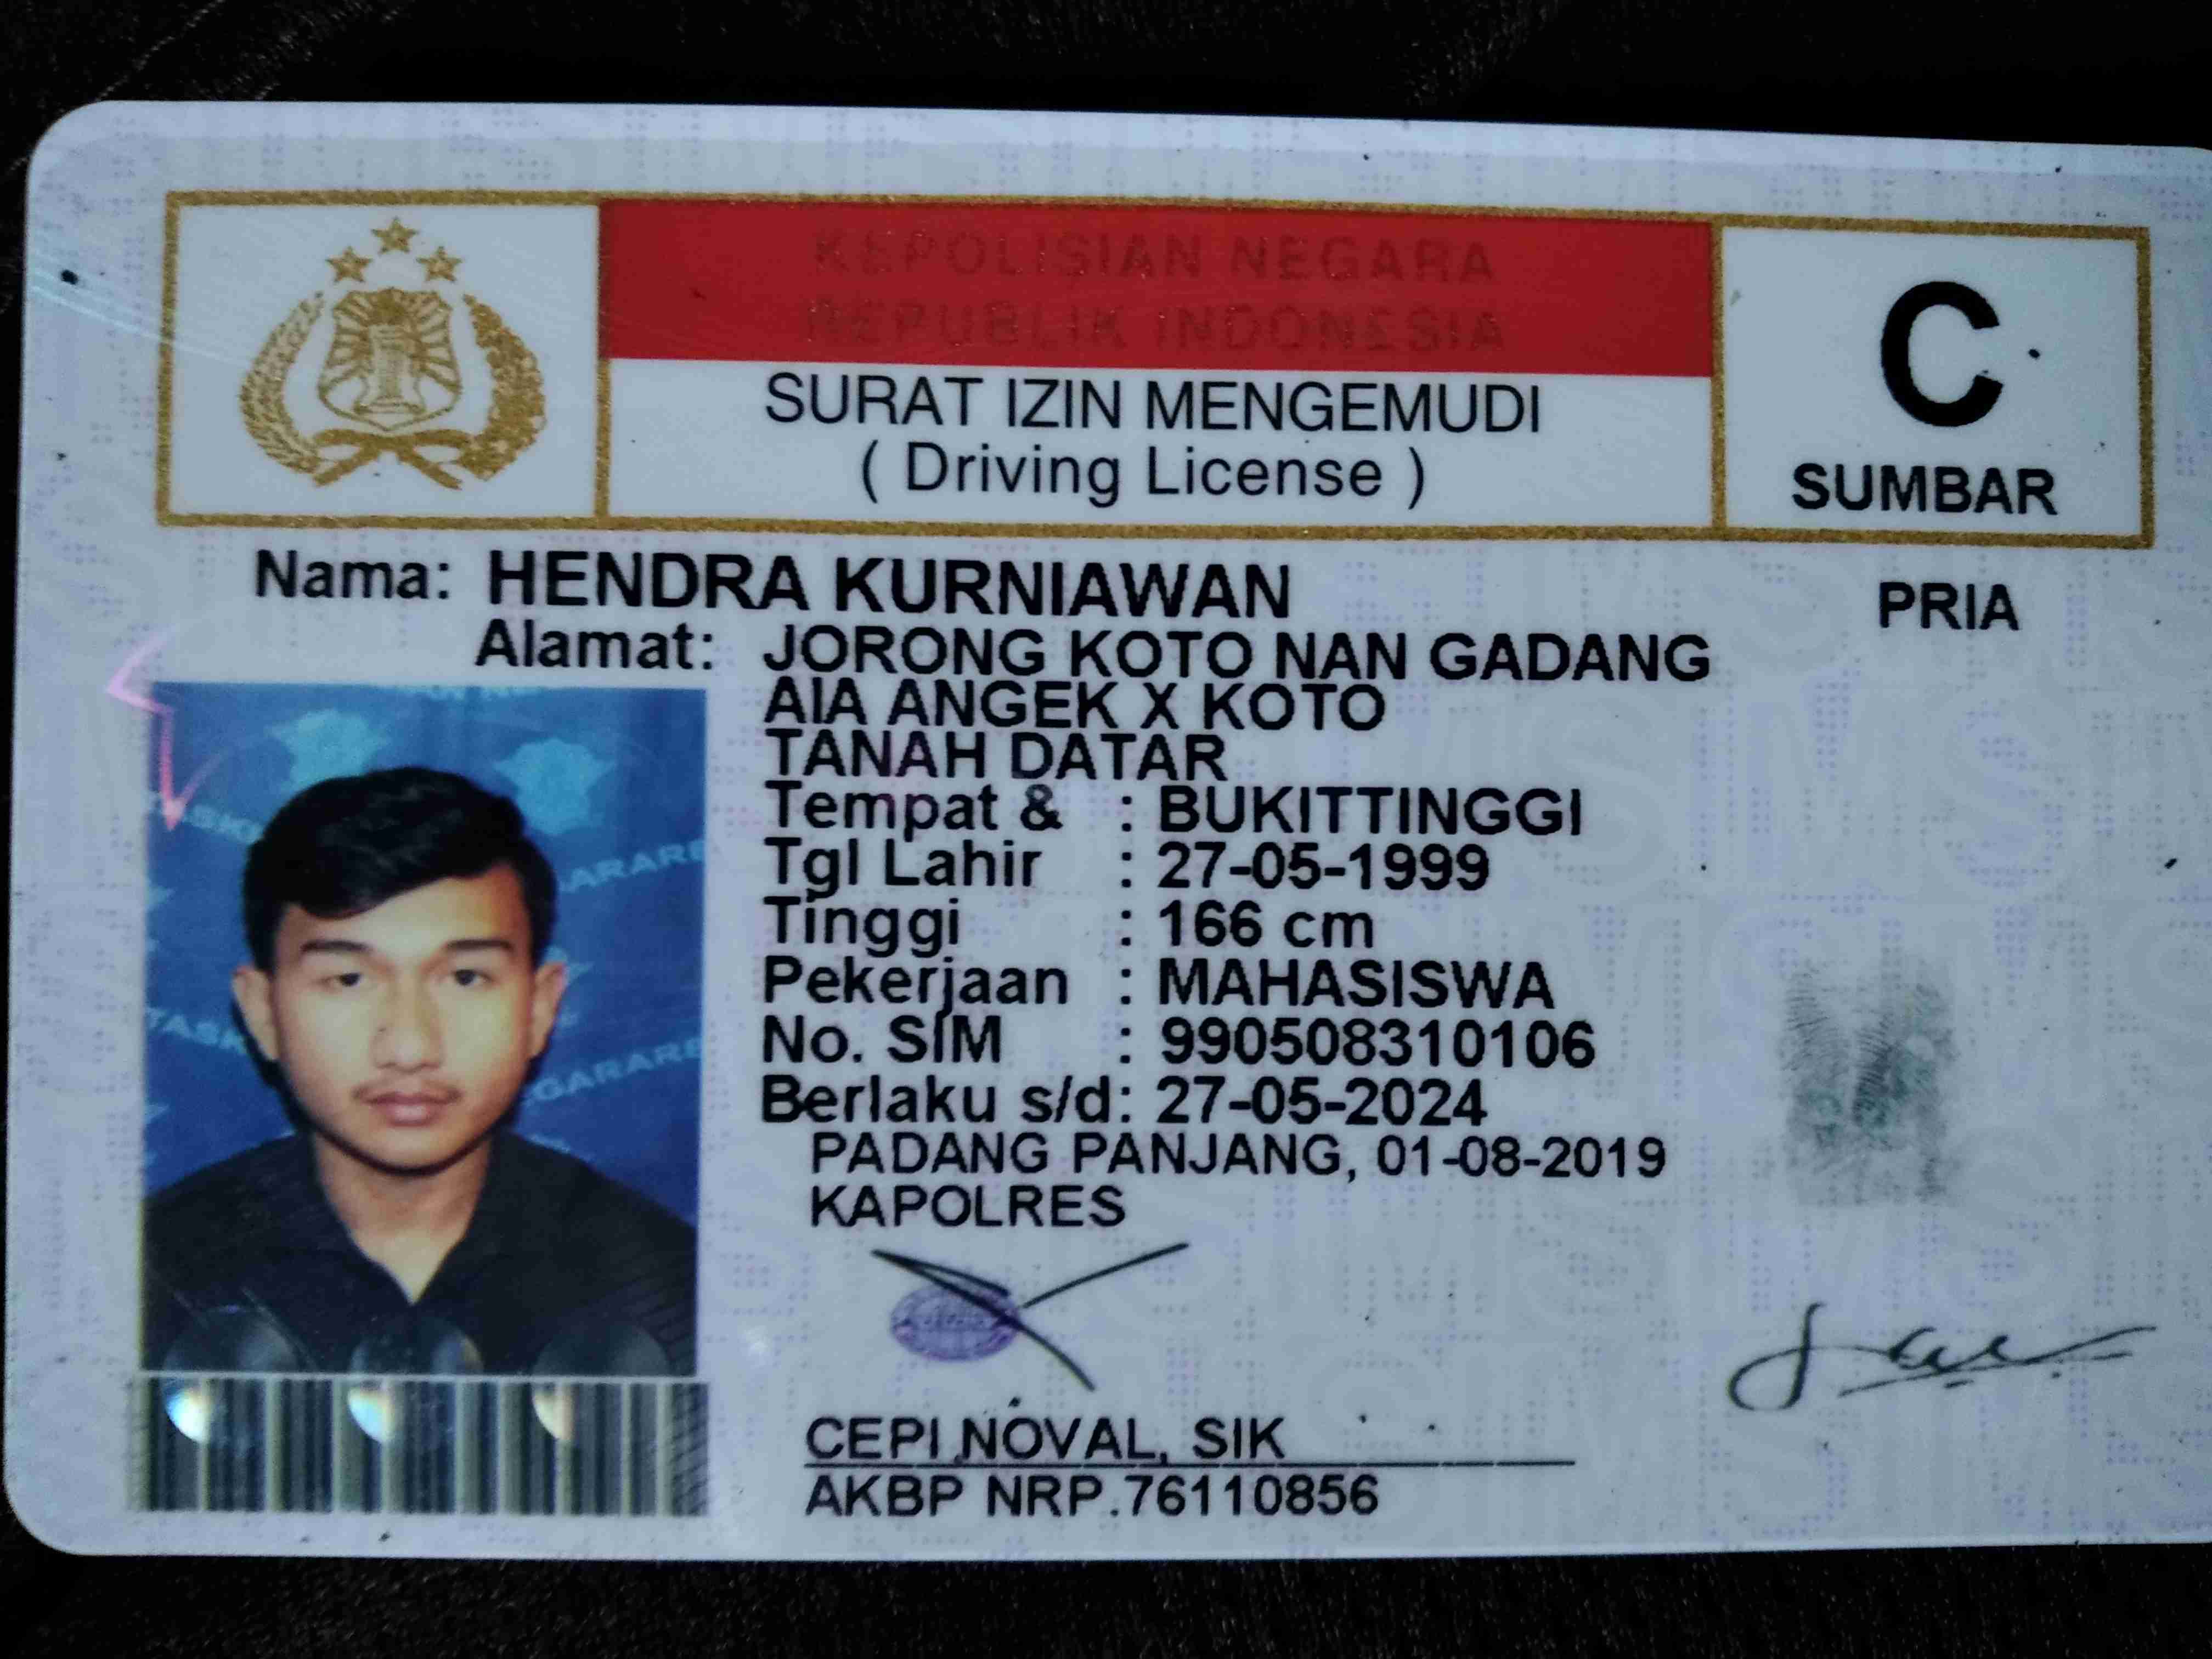 KEPOLISIAN NEGARA
REPUBLIK INDONESIA
SURAT IZIN MENGEMUDI
( Driving License )
C
SUMBAR
Nama: HENDRA KURNIAWAN
PRIA
Alamat: JORONG KOTO NAN GADANG
AIA ANGEK X KOTO
TANAH DATAR
Tempat & : BUKITTINGGI
Tgl Lahir : 27-05-1999
Tinggi : 166 cm
Pekerjaan : MAHASISWA
No. SIM : 990508310106
Berlaku s/d: 27-05-2024
PADANG PANJANG, 01-08-2019
KAPOLRES
CEPI NOVAL, SIK
AKBP NRP.76110856